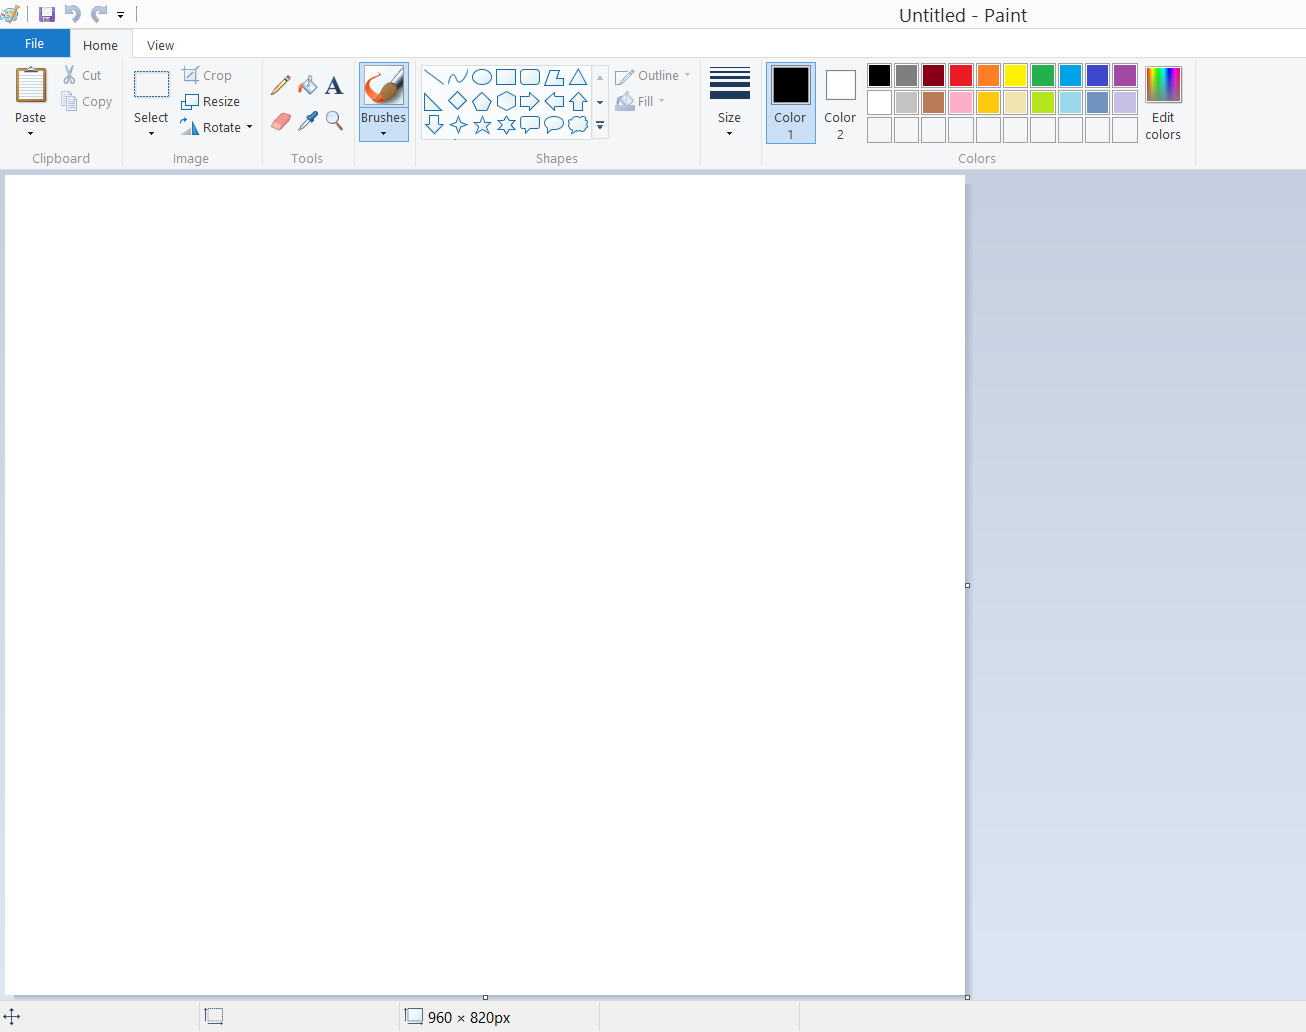 Untitled - Paint
File Home View
Paste
Cut
Copy
Clipboard
Select
Crop
Resize
Rotate
Image
A
Tools
Brushes
Outline
Fill
Shapes
Size
Color
1
Color
2
Edit
colors
Colors
960 × 820px